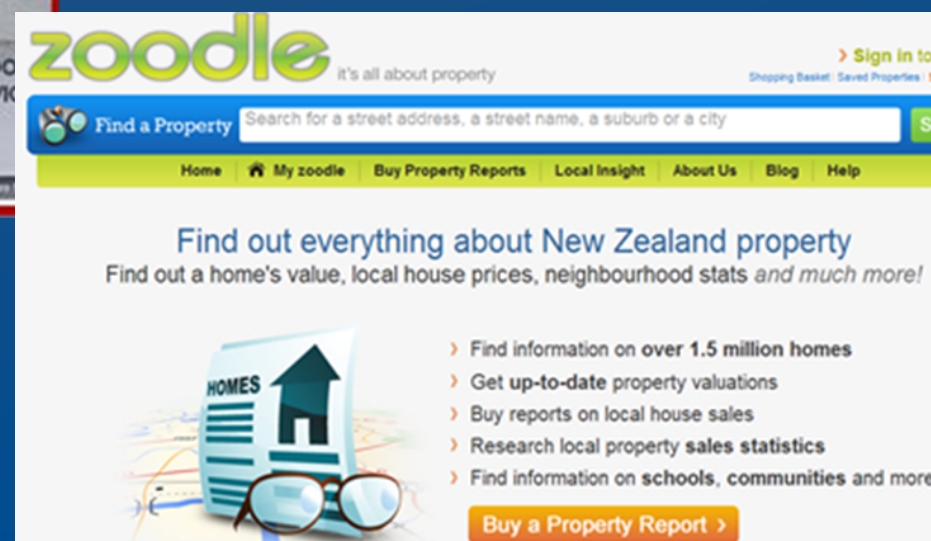 zoodle
it's all about property
Sign in to
Shopping Basket | Saved Properties |
Find a Property
Search for a street address, a street name, a suburb or a city
S
Home
My zoodle
Buy Property Reports
Local Insight
About Us
Blog
Help
Find out everything about New Zealand property
Find out a home's value, local house prices, neighbourhood stats and much more!
HOMES
Find information on over 1.5 million homes
Get up-to-date property valuations
Buy reports on local house sales
Research local property sales statistics
Find information on schools, communities and more
Buy a Property Report